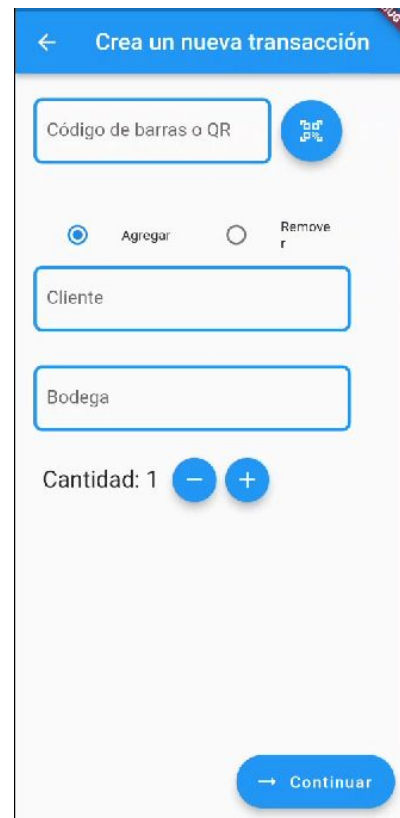 Crea un nueva transacción
Código de barras o QR
Agregar
Remove
r
Cliente
Bodega
Cantidad: 1
Continuar